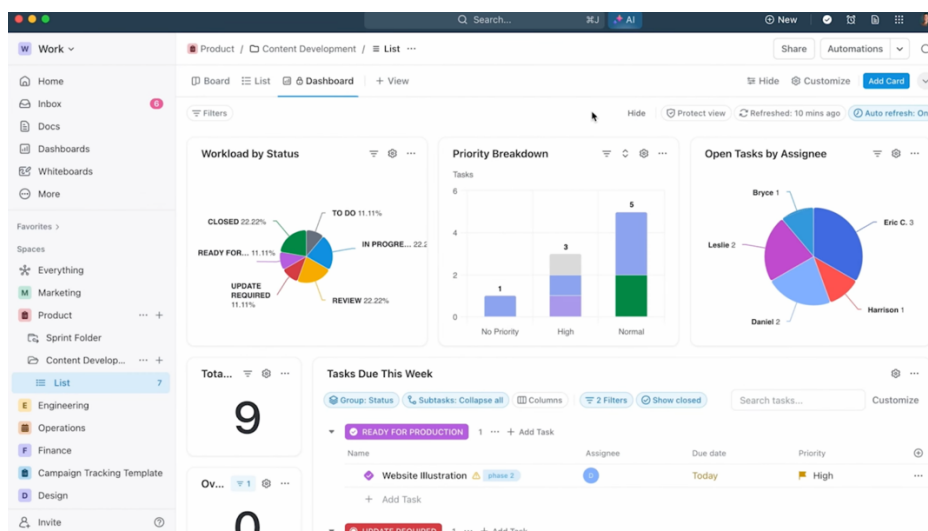 Search...
⌘J
AI
New
W Work
Product / Content Development / List ...
Share
Automations
Home
Inbox 6
Docs
Dashboards
Whiteboards
More
Favorites
Spaces
Everything
M Marketing
Product ... +
Sprint Folder
Content Develop... ... +
List 7
E Engineering
Operations
F Finance
Campaign Tracking Template
D Design
Invite
Board
List
Dashboard
+ View
Hide
Customize
Add Card
Filters
Hide
Protect view
Refreshed: 10 mins ago
Auto refresh: On
Workload by Status
TO DO 11.11%
CLOSED 22.22%
READY FOR... 11.11%
IN PROGRE... 22.2
UPDATE
REQUIRED
11.11%
REVIEW 22.22%
Priority Breakdown
Tasks
6
4
2
0
1
3
5
No Priority
High
Normal
Open Tasks by Assignee
Bryce 1
Eric C. 3
Leslie 2
Harrison 1
Daniel 2
Tota...
9
Ov... 1
0
Tasks Due This Week
Group: Status
Subtasks: Collapse all
Columns
2 Filters
Show closed
Search tasks...
Customize
READY FOR PRODUCTION 1 ... + Add Task
Name
Assignee
Due date
Priority
Website Illustration phase 2
D
Today
High
+ Add Task
UPDATE REQUIRED 1 ... + Add Task